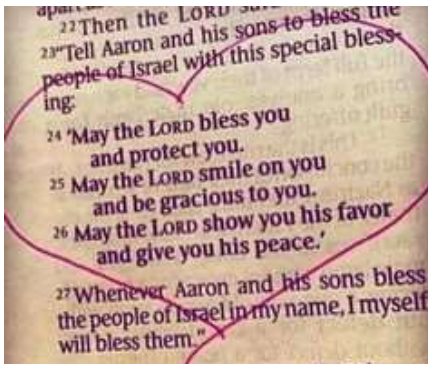 22 Then the LORD
23 "Tell Aaron and his sons to bless the
people of Israel with this special bless-
ing:
24 'May the LORD bless you
and protect you.
25 May the LORD smile on you
and be gracious to you.
26 May the LORD show you his favor
and give you his peace.'
27 Whenever Aaron and his sons bless
the people of Israel in my name, I myself
will bless them."